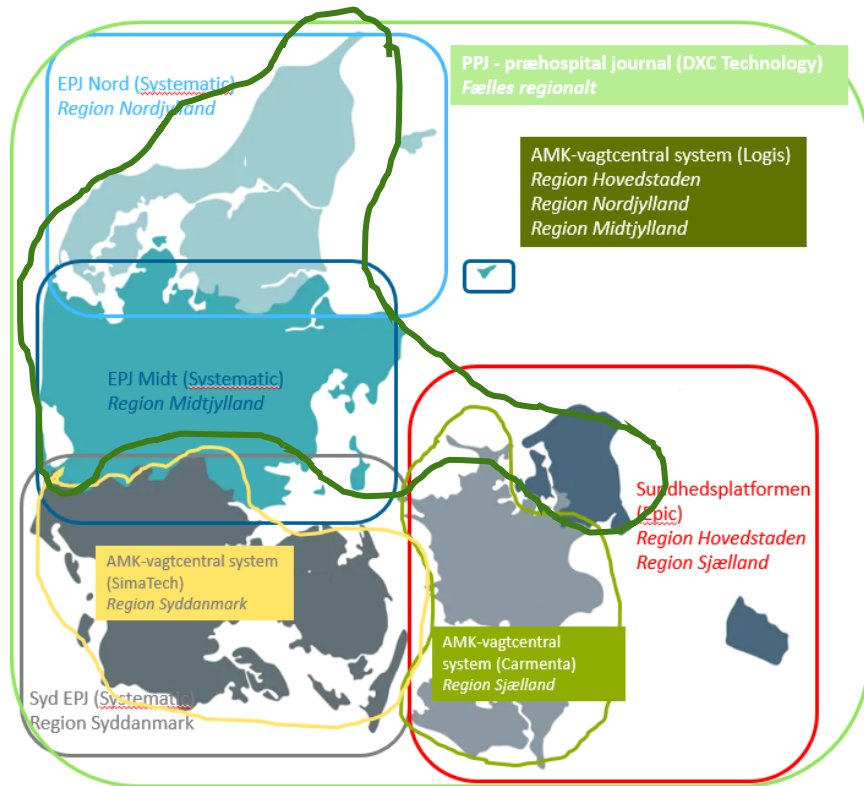 EPJ Nord (Systematic)
Region Nordjylland
PPJ - præhospital journal (DXC Technology)
Fælles regionalt
AMK-vagtcentral system (Logis)
Region Hovedstaden
Region Nordjylland
Region Midtjylland
EPJ Midt (Systematic)
Region Midtjylland
Sundhedsplatformen
(Epic)
Region Hovedstaden
Region Sjælland
AMK-vagtcentral system
(SimaTech)
Region Syddanmark
AMK-vagtcentral
system (Carmenta)
Region Sjælland
Syd EPJ (Systematic)
Region Syddanmark